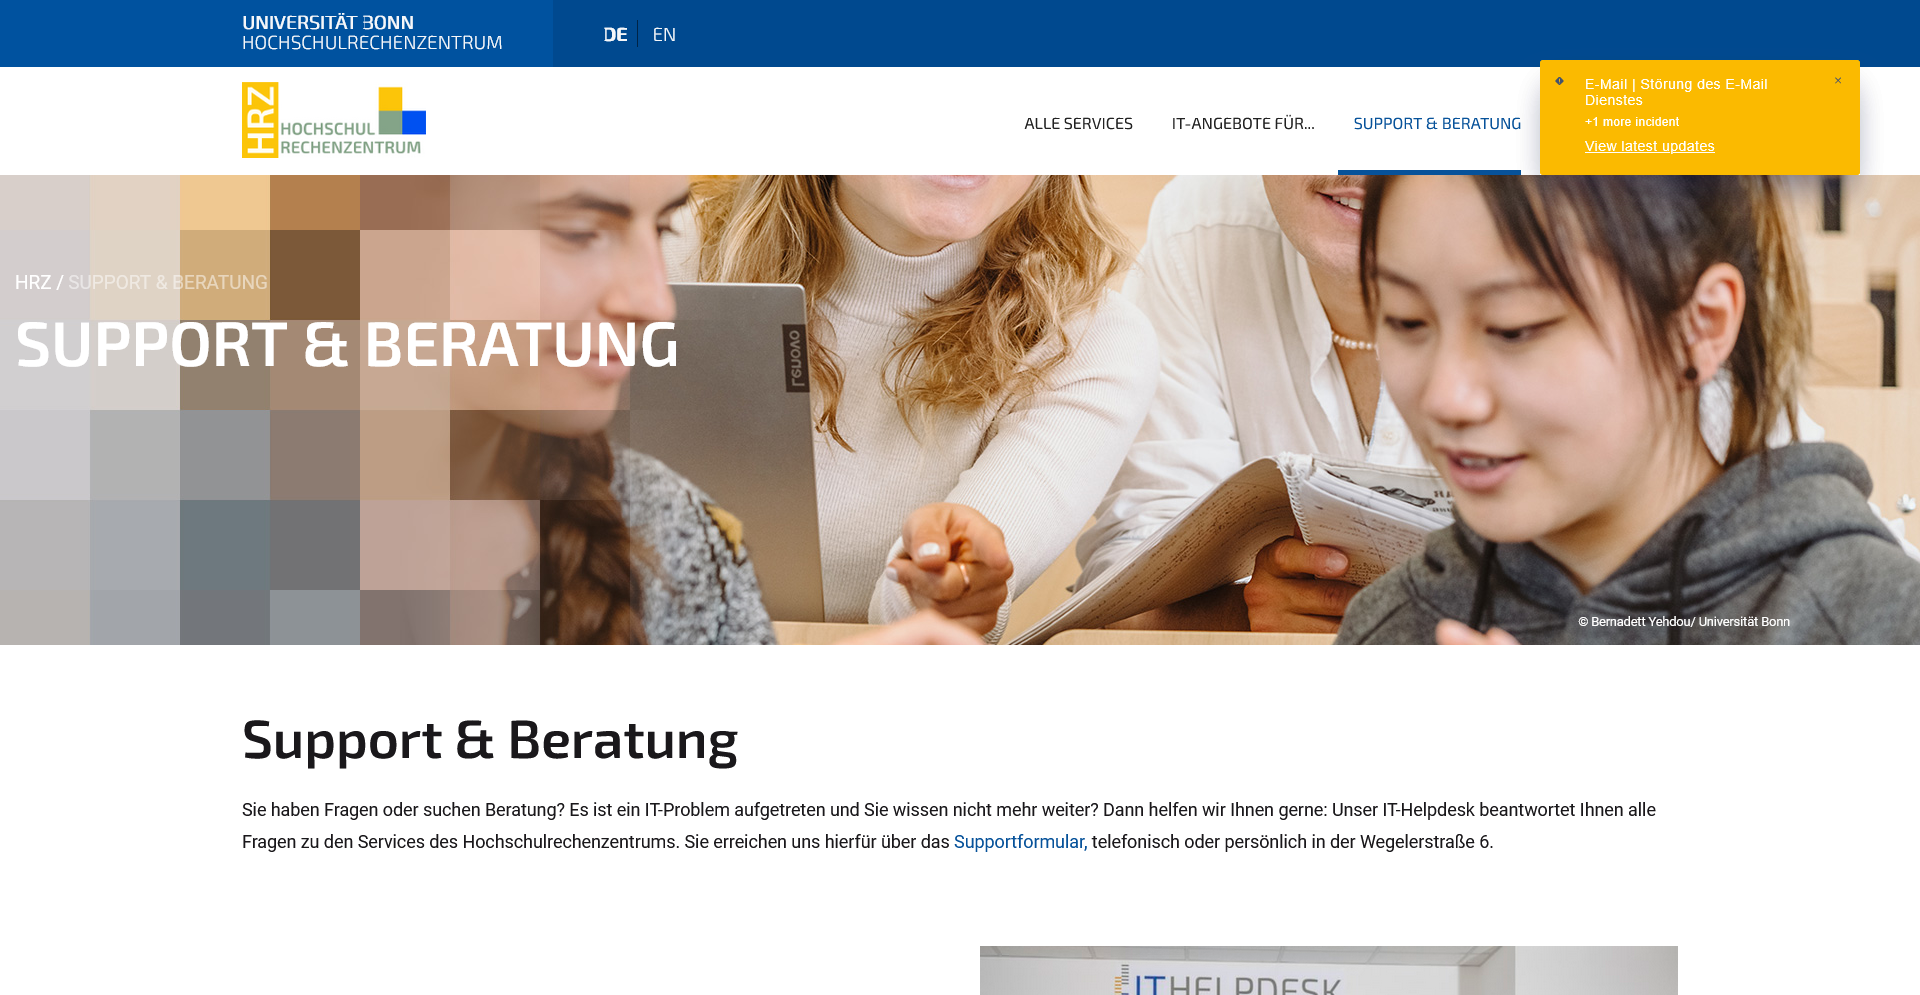 UNIVERSITÄT BONN
HOCHSCHULRECHENZENTRUM
DE
EN
HRZ
HOCHSCHUL
RECHENZENTRUM
ALLE SERVICES
IT-ANGEBOTE FÜR...
SUPPORT & BERATUNG
E-Mail | Störung des E-Mail
Dienstes
+1 more incident
View latest updates
HRZ / SUPPORT & BERATUNG
SUPPORT & BERATUNG
Lenovo
© Bernadett Yehdou/ Universität Bonn
Support & Beratung
Sie haben Fragen oder suchen Beratung? Es ist ein IT-Problem aufgetreten und Sie wissen nicht mehr weiter? Dann helfen wir Ihnen gerne: Unser IT-Helpdesk beantwortet Ihnen alle
Fragen zu den Services des Hochschulrechenzentrums. Sie erreichen uns hierfür über das Supportformular, telefonisch oder persönlich in der Wegelerstraße 6.
IT HELPDESK